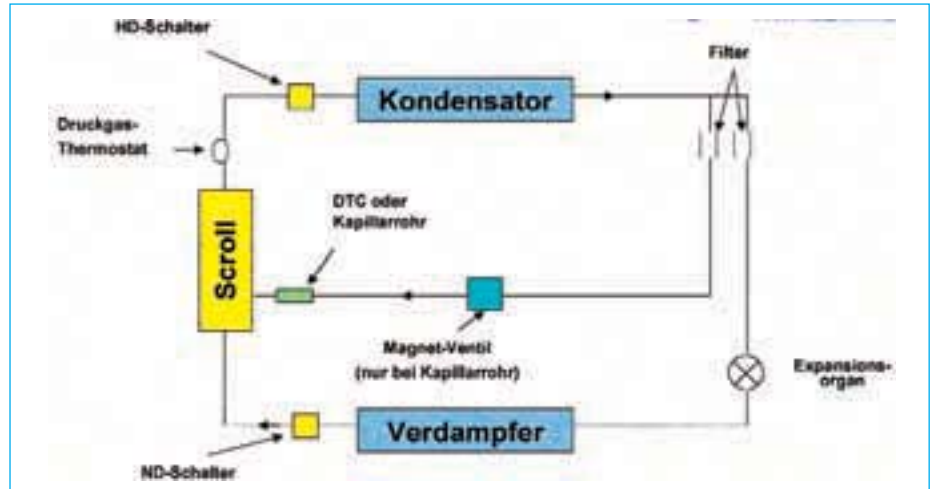 HD-Schalter
Filter
Kondensator
Druckgas-
Thermostat
DTC oder
Kapillarrohr
Scroll
Magnet-Ventil
(nur bei Kapillarrohr)
Expansions-
organ
Verdampfer
ND-Schalter